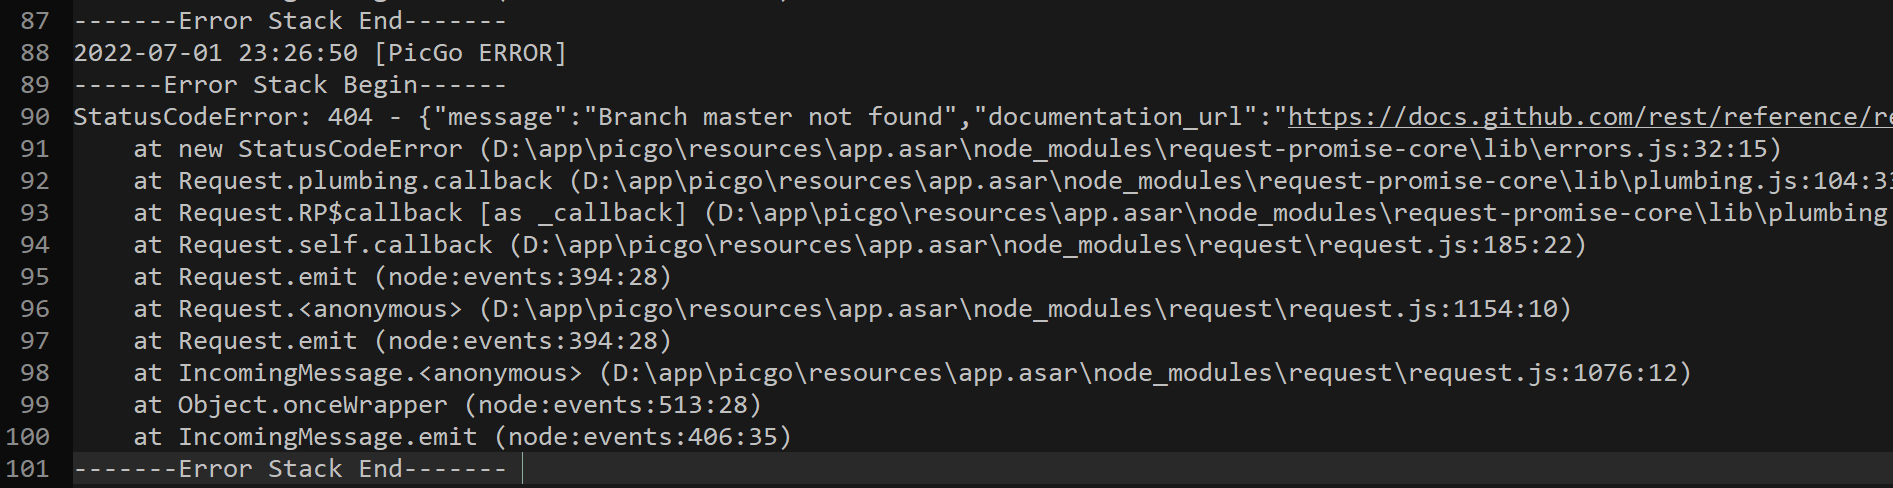 87 -------Error Stack End-------
88 2022-07-01 23:26:50 [PicGo ERROR]
89 ------Error Stack Begin------
90 StatusCodeError: 404 - {"message":"Branch master not found","documentation_url":"https://docs.github.com/rest/reference/re
91 at new StatusCodeError (D:\app\picgo\resources\app.asar\node_modules\request-promise-core\lib\errors.js:32:15)
92 at Request.plumbing.callback (D:\app\picgo\resources\app.asar\node_modules\request-promise-core\lib\plumbing.js:104:33
93 at Request.RP$callback [as _callback] (D:\app\picgo\resources\app.asar\node_modules\request-promise-core\lib\plumbing
94 at Request.self.callback (D:\app\picgo\resources\app.asar\node_modules\request\request.js:185:22)
95 at Request.emit (node:events:394:28)
96 at Request.<anonymous> (D:\app\picgo\resources\app.asar\node_modules\request\request.js:1154:10)
97 at Request.emit (node:events:394:28)
98 at IncomingMessage.<anonymous> (D:\app\picgo\resources\app.asar\node_modules\request\request.js:1076:12)
99 at Object.onceWrapper (node:events:513:28)
100 at IncomingMessage.emit (node:events:406:35)
101 -------Error Stack End-------